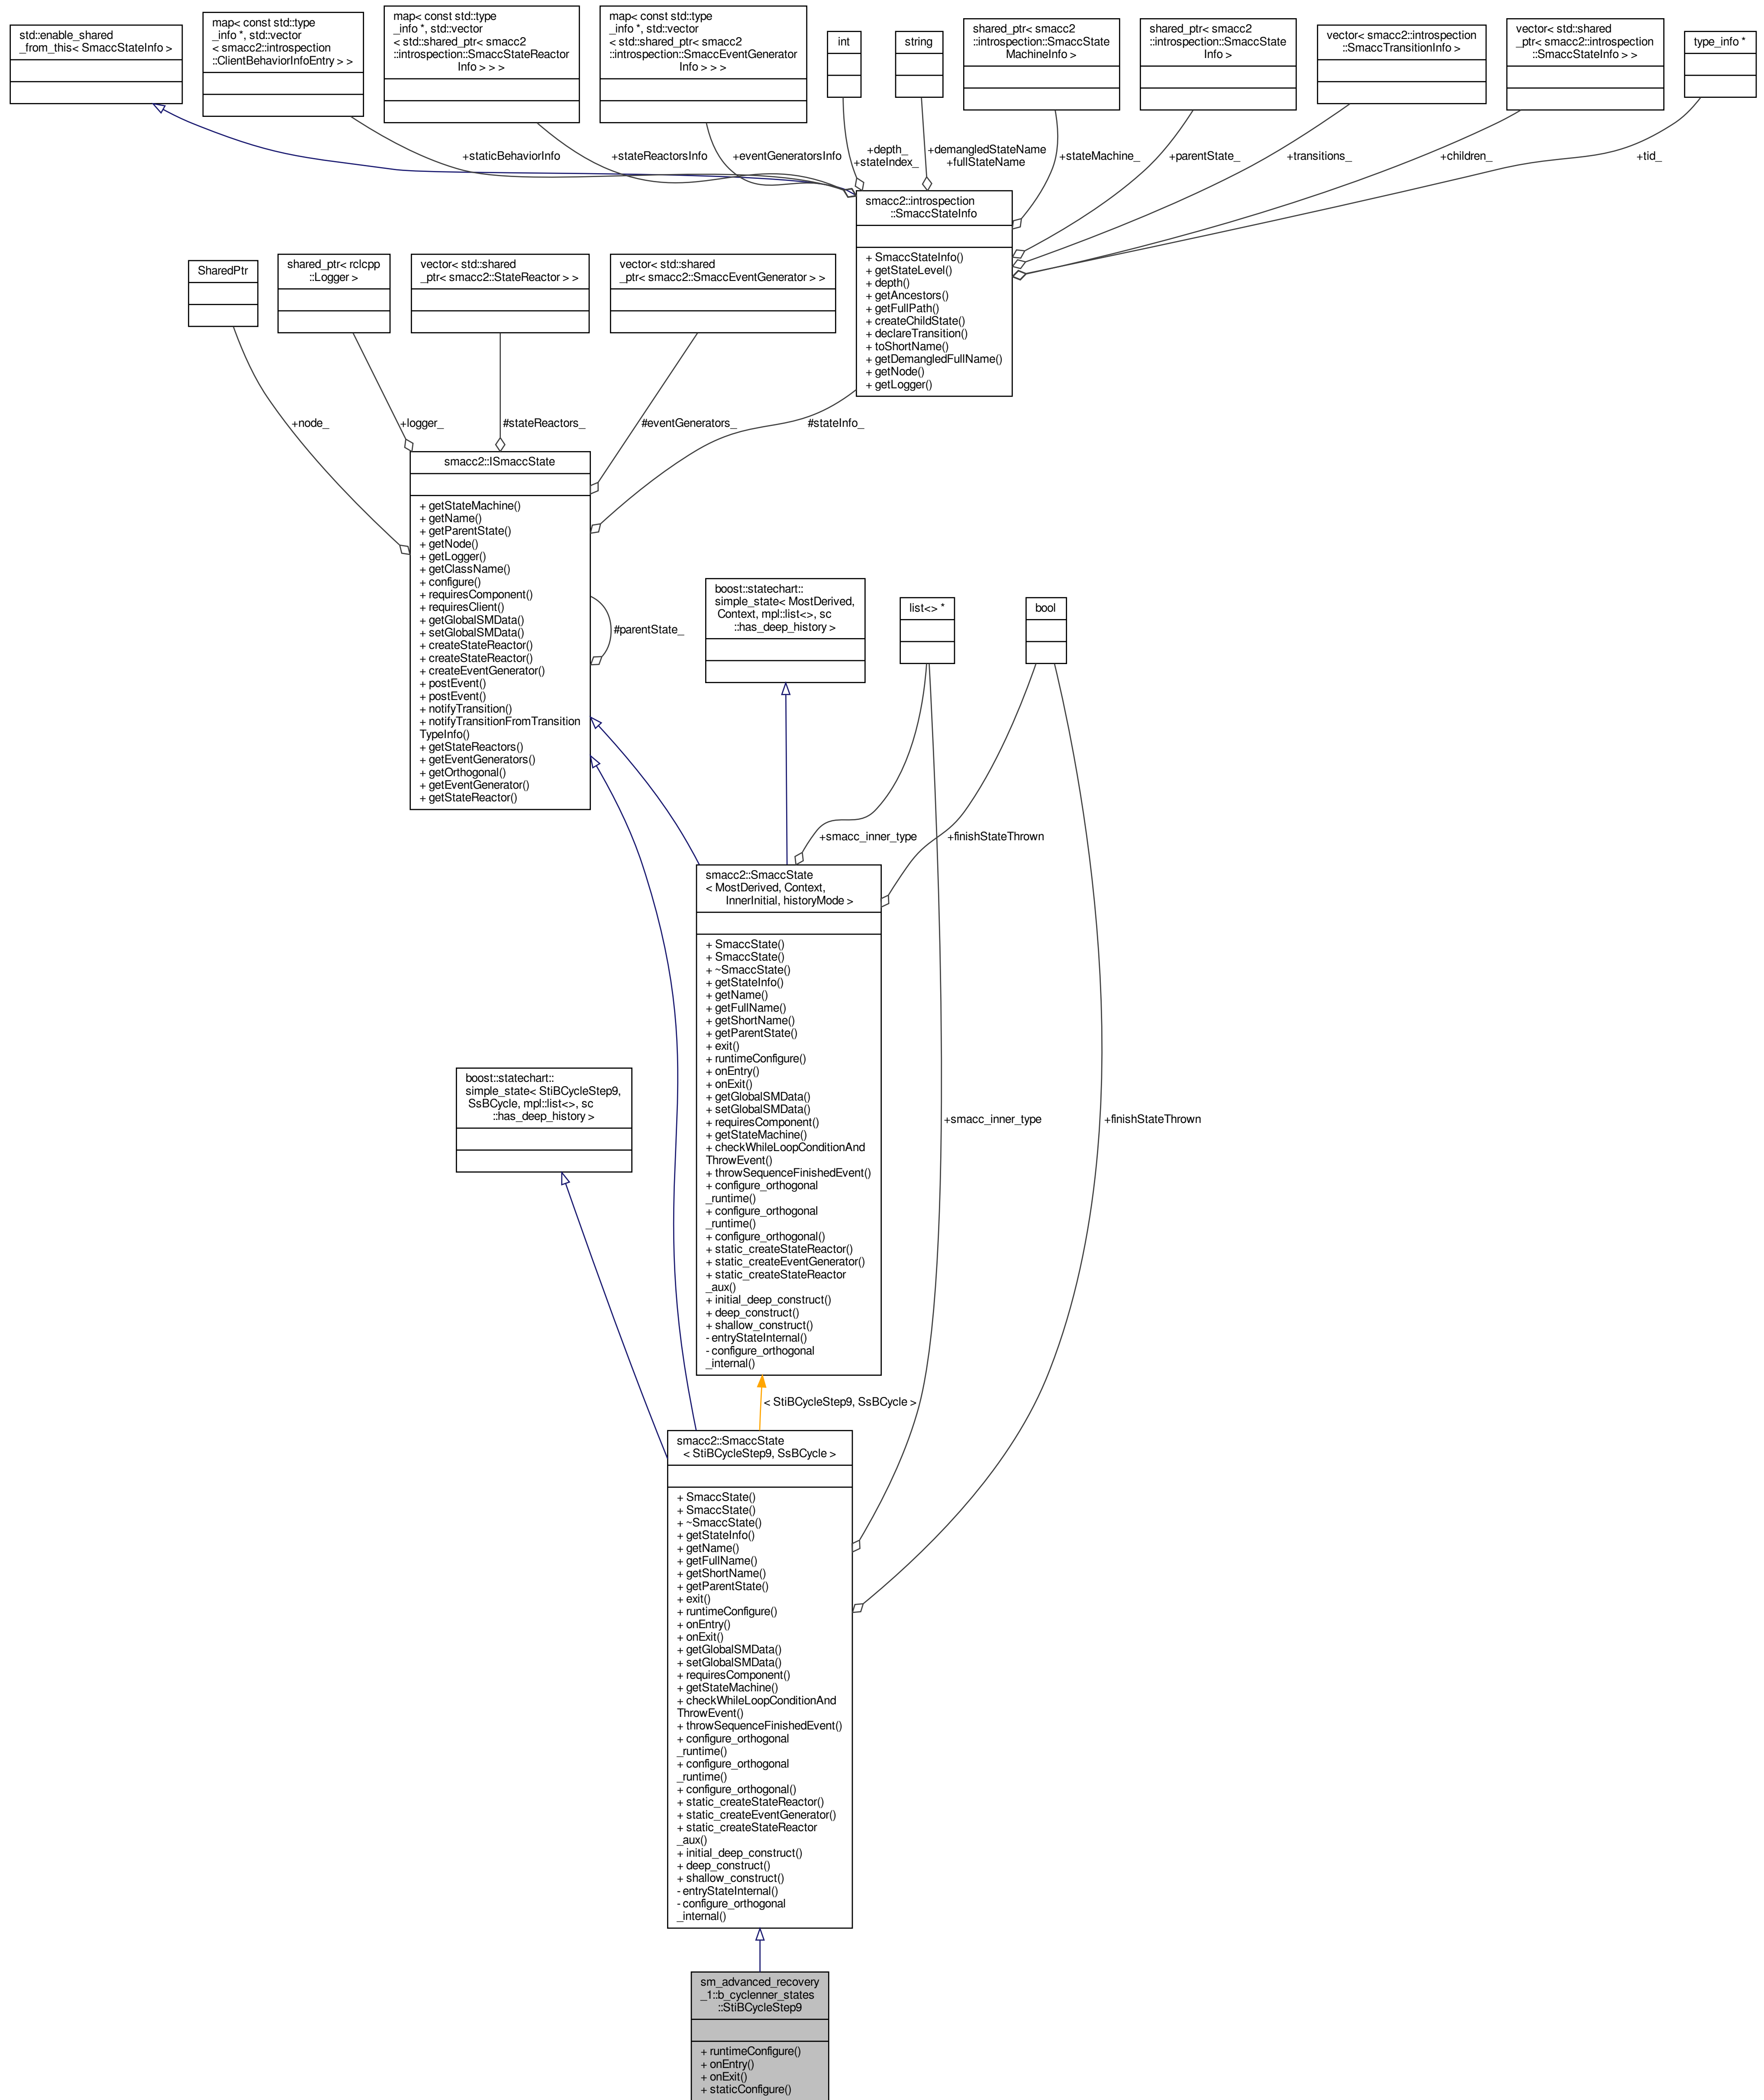 std::enable_shared
_from_this< SmaccStateInfo >
map< const std::type
_info *, std::vector
< smacc2::introspection
::ClientBehaviorInfoEntry > >
map< const std::type
_info *, std::vector
< std::shared_ptr< smacc2
::introspection::SmaccStateReactor
Info > > >
map< const std::type
_info *, std::vector
< std::shared_ptr< smacc2
::introspection::SmaccEventGenerator
Info > > >
int
string
shared_ptr< smacc2
::introspection::SmaccState
MachineInfo >
shared_ptr< smacc2
::introspection::SmaccState
Info >
vector< smacc2::introspection
::SmaccTransitionInfo >
vector< std::shared
_ptr< smacc2::introspection
::SmaccStateInfo > >
type_info *
+staticBehaviorInfo
+stateReactorsInfo
+eventGeneratorsInfo
+depth_
+stateIndex_
+demangledStateName
+fullStateName
+stateMachine_
+parentState_
+transitions_
+children_
+tid_
smacc2::introspection
::SmaccStateInfo
+ SmaccStateInfo()
+ getStateLevel()
+ depth()
+ getAncestors()
+ getFullPath()
+ createChildState()
+ declareTransition()
+ toShortName()
+ getDemangledFullName()
+ getNode()
+ getLogger()
SharedPtr
shared_ptr< rclcpp
::Logger >
vector< std::shared
_ptr< smacc2::StateReactor > >
vector< std::shared
_ptr< smacc2::SmaccEventGenerator > >
+node_
+logger_
#stateReactors_
#eventGenerators_
#stateInfo_
smacc2::ISmaccState
+ getStateMachine()
+ getName()
+ getParentState()
+ getNode()
+ getLogger()
+ getClassName()
+ configure()
+ requiresComponent()
+ requiresClient()
+ getGlobalSMData()
+ setGlobalSMData()
+ createStateReactor()
+ createStateReactor()
+ createEventGenerator()
+ postEvent()
+ postEvent()
+ notifyTransition()
+ notifyTransitionFromTransition
TypeInfo()
+ getStateReactors()
+ getEventGenerators()
+ getOrthogonal()
+ getEventGenerator()
+ getStateReactor()
#parentState_
boost::statechart::
simple_state< MostDerived,
Context, mpl::list<>, sc
::has_deep_history >
list<> *
bool
+smacc_inner_type
+finishStateThrown
smacc2::SmaccState
< MostDerived, Context,
InnerInitial, historyMode >
+ SmaccState()
+ SmaccState()
+ ~SmaccState()
+ getStateInfo()
+ getName()
+ getFullName()
+ getShortName()
+ getParentState()
+ exit()
+ runtimeConfigure()
+ onEntry()
+ onExit()
+ getGlobalSMData()
+ setGlobalSMData()
+ requiresComponent()
+ getStateMachine()
+ checkWhileLoopConditionAnd
ThrowEvent()
+ throwSequenceFinishedEvent()
+ configure_orthogonal
_runtime()
+ configure_orthogonal
_runtime()
+ configure_orthogonal()
+ static_createStateReactor()
+ static_createEventGenerator()
+ static_createStateReactor
_aux()
+ initial_deep_construct()
+ deep_construct()
+ shallow_construct()
- entryStateInternal()
- configure_orthogonal
_internal()
boost::statechart::
simple_state< StiBCycleStep9,
SsBCycle, mpl::list<>, sc
::has_deep_history >
+smacc_inner_type
+finishStateThrown
< StiBCycleStep9, SsBCycle >
smacc2::SmaccState
< StiBCycleStep9, SsBCycle >
+ SmaccState()
+ SmaccState()
+ ~SmaccState()
+ getStateInfo()
+ getName()
+ getFullName()
+ getShortName()
+ getParentState()
+ exit()
+ runtimeConfigure()
+ onEntry()
+ onExit()
+ getGlobalSMData()
+ setGlobalSMData()
+ requiresComponent()
+ getStateMachine()
+ checkWhileLoopConditionAnd
ThrowEvent()
+ throwSequenceFinishedEvent()
+ configure_orthogonal
_runtime()
+ configure_orthogonal
_runtime()
+ configure_orthogonal()
+ static_createStateReactor()
+ static_createEventGenerator()
+ static_createStateReactor
_aux()
+ initial_deep_construct()
+ deep_construct()
+ shallow_construct()
- entryStateInternal()
- configure_orthogonal
_internal()
sm_advanced_recovery
_1::b_cyclenner_states
::StiBCycleStep9
+ runtimeConfigure()
+ onEntry()
+ onExit()
+ staticConfigure()